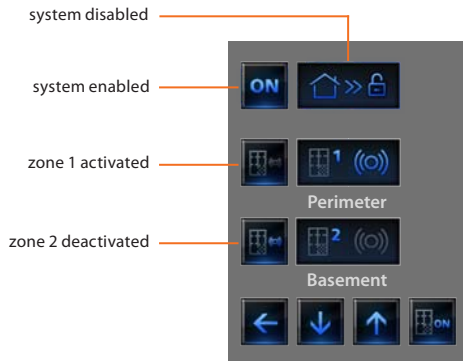 system disabled
system enabled
ON
zone 1 activated
1
Perimeter
zone 2 deactivated
2
Basement
ON